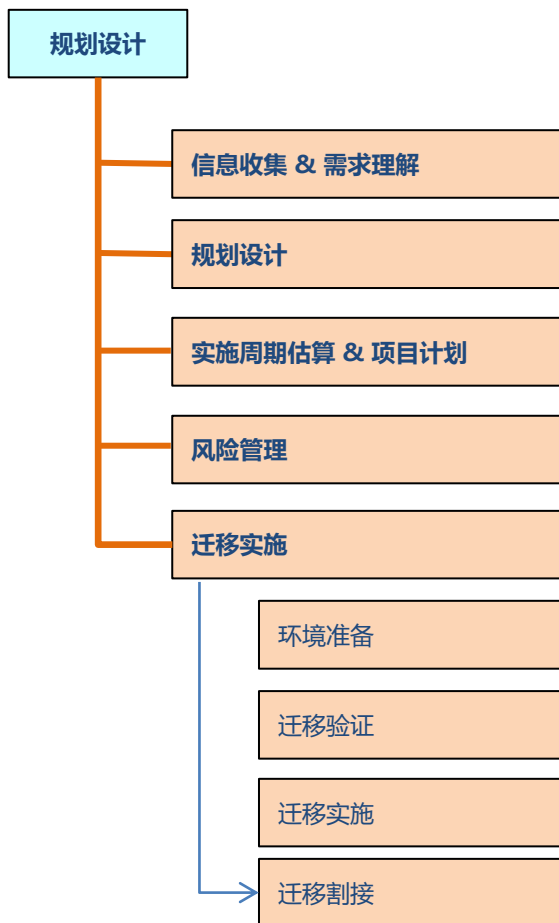 规划设计
信息收集 & 需求理解
规划设计
实施周期估算 & 项目计划
风险管理
迁移实施
环境准备
迁移验证
迁移实施
迁移割接